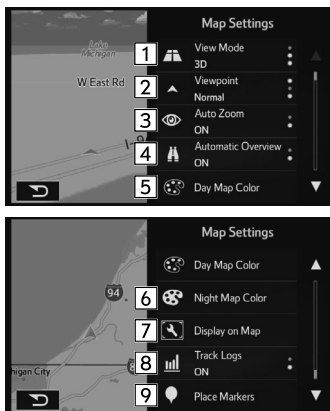 Map Settings
Lake
Michigan
W East Rd
1 View Mode
3D
2 Viewpoint
Normal
3 Auto Zoom
ON
4 Automatic Overview
ON
5 Day Map Color
Map Settings
Day Map Color
94
6 Night Map Color
7 Display on Map
8 Track Logs
ON
higan City
9 Place Markers